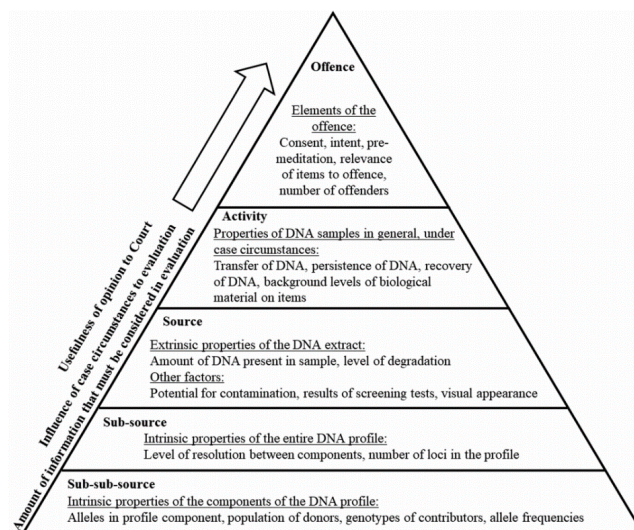 Offence
Elements of the
offence:
Consent, intent, pre-
meditation, relevance
of items to offence,
number of offenders
Activity
Properties of DNA samples in general, under
case circumstances:
Transfer of DNA, persistence of DNA, recovery
of DNA, background levels of biological
material on items
Source
Extrinsic properties of the DNA extract:
Amount of DNA present in sample, level of degradation
Other factors:
Potential for contamination, results of screening tests, visual appearance
Sub-source
Intrinsic properties of the entire DNA profile:
Level of resolution between components, number of loci in the profile
Sub-sub-source
Intrinsic properties of the components of the DNA profile:
Alleles in profile component, population of donors, genotypes of contributors, allele frequencies
Usefulness of opinion to Court
Influence of case circumstances to evaluation
Amount of information that must be considered in evaluation